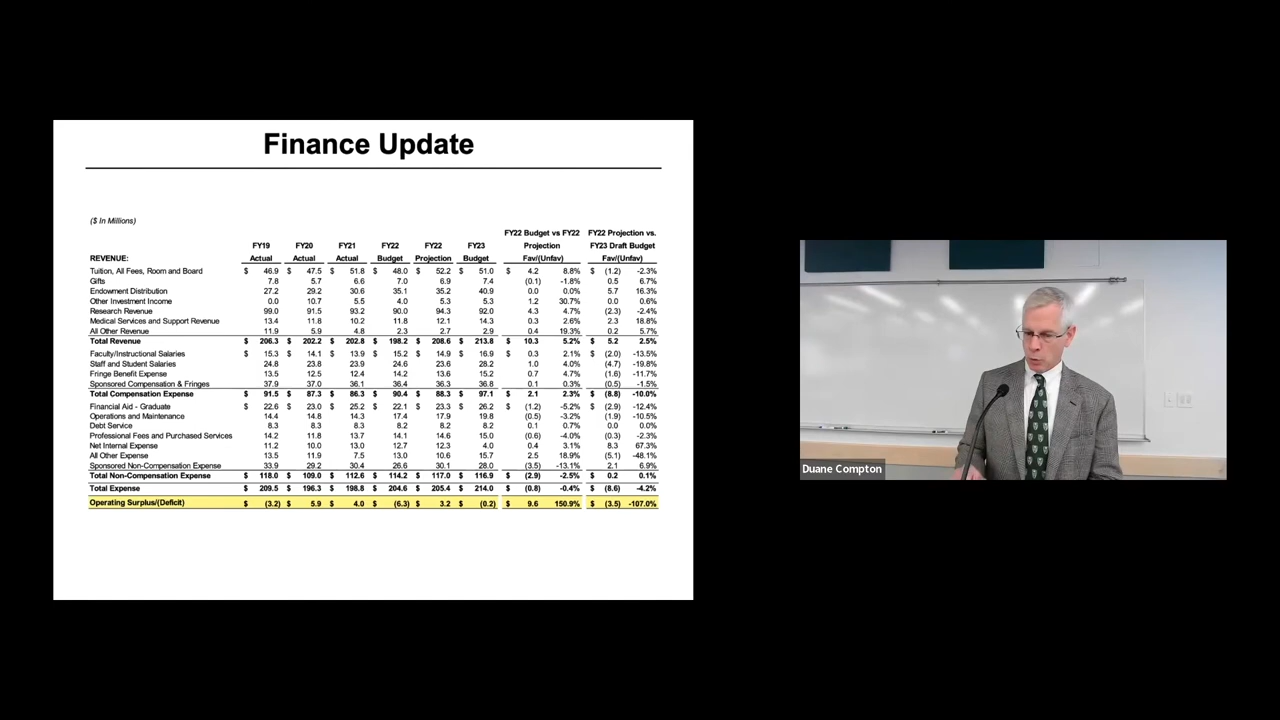 Finance Update
($ In Millions)
FY22 Budget vs FY22 FY22 Projection vs.
FY19 FY20 FY21 FY22 FY22 FY23 Projection FY23 Draft Budget
REVENUE: Actual Actual Actual Budget Projection Budget Fav/(Unfav) Fav/(Unfav)
Tuition, All Fees, Room and Board $ 46.9 $ 47.5 $ 51.8 $ 48.0 $ 52.2 $ 51.0 $ 4.2 8.8% $ (1.2) -2.3%
Gifts 7.8 5.7 6.6 7.0 6.9 7.4 (0.1) -1.8% 0.5 6.7%
Endowment Distribution 27.2 29.2 30.6 35.1 35.2 40.9 0.0 0.0% 5.7 16.3%
Other Investment Income 0.0 10.7 5.5 4.0 5.3 5.3 1.2 30.7% 0.0 0.6%
Research Revenue 99.0 91.5 93.2 90.0 94.3 92.0 4.3 4.7% (2.3) -2.4%
Medical Services and Support Revenue 13.4 11.8 10.2 11.8 12.1 14.3 0.3 2.6% 2.3 18.8%
All Other Revenue 11.9 5.9 4.8 2.3 2.7 2.9 0.4 19.3% 0.2 5.7%
Total Revenue $ 206.3 $ 202.2 $ 202.8 $ 198.2 $ 208.6 $ 213.8 $ 10.3 5.2% $ 5.2 2.5%
Faculty/Instructional Salaries $ 15.3 $ 14.1 $ 13.9 $ 15.2 $ 14.9 $ 16.9 $ 0.3 2.1% $ (2.0) -13.5%
Staff and Student Salaries 24.8 23.8 23.9 24.6 23.6 28.2 1.0 4.0% (4.7) -19.8%
Fringe Benefit Expense 13.5 12.5 12.4 14.2 13.6 15.2 0.7 4.7% (1.6) -11.7%
Sponsored Compensation & Fringes 37.9 37.0 36.1 36.4 36.3 36.8 0.1 0.3% (0.5) -1.5%
Total Compensation Expense $ 91.5 $ 87.3 $ 86.3 $ 90.4 $ 88.3 $ 97.1 $ 2.1 2.3% $ (8.8) -10.0%
Financial Aid - Graduate $ 22.6 $ 23.0 $ 25.2 $ 22.1 $ 23.3 $ 26.2 $ (1.2) -5.2% $ (2.9) -12.4%
Operations and Maintenance 14.4 14.8 14.3 17.4 17.9 19.8 (0.5) -3.2% (1.9) -10.5%
Debt Service 8.3 8.3 8.3 8.2 8.2 8.2 0.1 0.7% 0.0 0.0%
Professional Fees and Purchased Services 14.2 11.8 13.7 14.1 14.6 15.0 (0.6) -4.0% (0.3) -2.3%
Net Internal Expense 11.2 10.0 13.0 12.7 12.3 4.0 0.4 3.1% 8.3 67.3%
All Other Expense 13.5 11.9 7.5 13.0 10.6 15.7 2.5 18.9% (5.1) -48.1%
Sponsored Non-Compensation Expense 33.9 29.2 30.4 26.6 30.1 28.0 (3.5) -13.1% 2.1 6.9%
Total Non-Compensation Expense $ 118.0 $ 109.0 $ 112.6 $ 114.2 $ 117.0 $ 116.9 $ (2.9) -2.5% $ 0.2 0.1%
Total Expense $ 209.5 $ 196.3 $ 198.8 $ 204.6 $ 205.4 $ 214.0 $ (0.8) -0.4% $ (8.6) -4.2%
Operating Surplus/(Deficit) $ (3.2) $ 5.9 $ 4.0 $ (6.3) $ 3.2 $ (0.2) $ 9.6 150.9% $ (3.5) -107.0%
Duane Compton